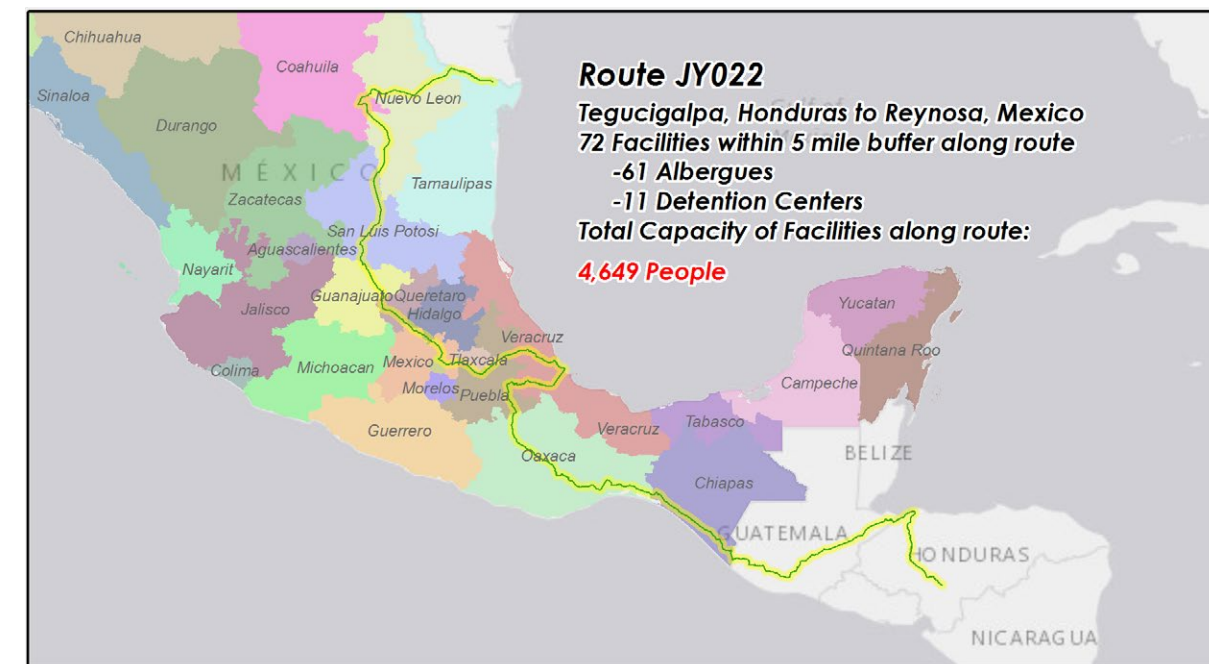 Route JY022
Tegucigalpa, Honduras to Reynosa, Mexico
72 Facilities within 5 mile buffer along route
-61 Albergues
-11 Detention Centers
Total Capacity of Facilities along route:
4,649 People
Chihuahua
Coahuila
Sinaloa
Nuevo Leon
Durango
MÉXICO
Tamaulipas
Zacatecas
San Luis Potosi
Aguascalientes
Nayarit
Guanajuato
Queretaro
Jalisco
Hidalgo
Veracruz
Yucatan
Quintana Roo
Colima
Michoacan
Mexico
Tlaxcala
Morelos
Puebla
Campeche
Guerrero
Veracruz
Tabasco
Oaxaca
BELIZE
Chiapas
GUATEMALA
HONDURAS
NICARAGUA